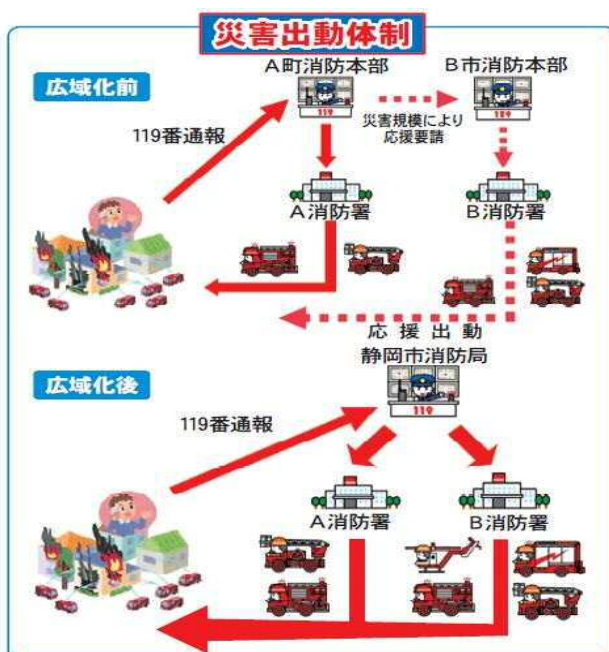 災害出動体制
広域化前
A町消防本部
B市消防本部
119
119
119番通報
災害規模により
応援要請
A消防署
B消防署
応援出動
広域化後
静岡市消防局
119
119番通報
A消防署
B消防署